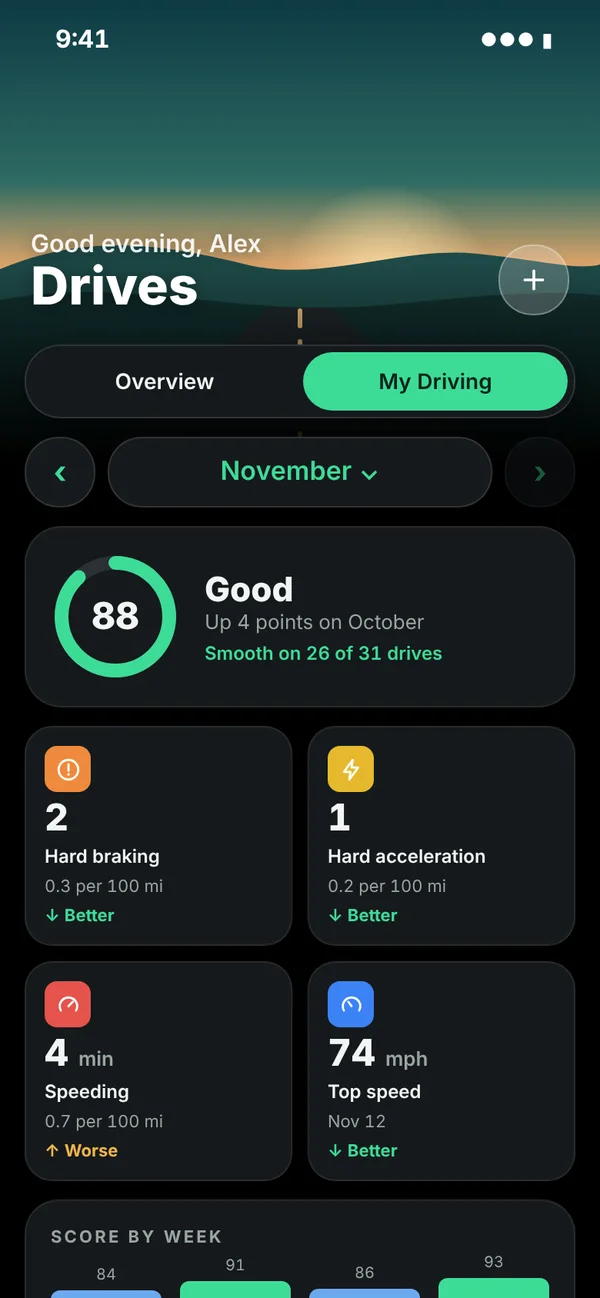 9:41
Good evening, Alex
Drives
+
Overview
My Driving
‹
November
›
88
Good
Up 4 points on October
Smooth on 26 of 31 drives
2
Hard braking
0.3 per 100 mi
↓ Better
1
Hard acceleration
0.2 per 100 mi
↓ Better
4 min
Speeding
0.7 per 100 mi
↑ Worse
74 mph
Top speed
Nov 12
↓ Better
SCORE BY WEEK
84
91
86
93